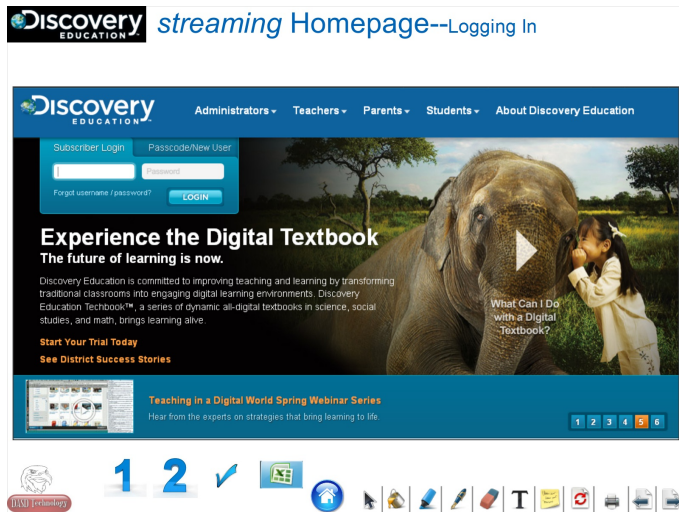 Discovery
EDUCATION
streaming Homepage--Logging In
Discovery
EDUCATION
Administrators Teachers Parents Students About Discovery Education
Subscriber Login Passcode/New User
Password
Forgot username / password? LOGIN
Experience the Digital Textbook
The future of learning is now.
Discovery Education is committed to improving teaching and learning by transforming
traditional classrooms into engaging digital learning environments. Discovery
Education Techbook™, a series of dynamic all-digital textbooks in science, social
studies, and math, brings learning alive.
What Can I Do
with a Digital
Textbook?
Start Your Trial Today
See District Success Stories
Teaching in a Digital World Spring Webinar Series
Hear from the experts on strategies that bring learning to life.
1 2 3 4 5 6
1 2
T
Technology